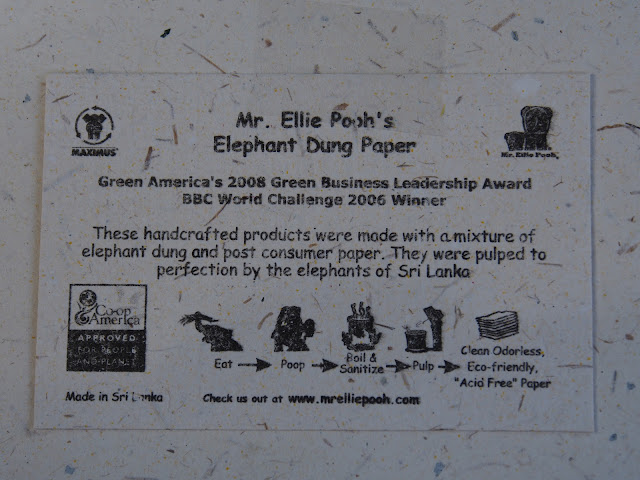 Mr. Ellie Pooh's
Elephant Dung Paper
MAXIMUS
Mr. Ellie Pooh
Green America's 2008 Green Business Leadership Award
BBC World Challenge 2006 Winner
These handcrafted products were made with a mixture of
elephant dung and post consumer paper. They were pulped to
perfection by the elephants of Sri Lanka
Co-op
America
APPROVED
FOR PEOPLE
AND PLANET
Eat
Poop
Boil &
Sanitize
Pulp
Clean Odorless,
Eco-friendly,
"Acid Free" Paper
Made in Sri Lanka
Check us out at www.mrelliepooh.com